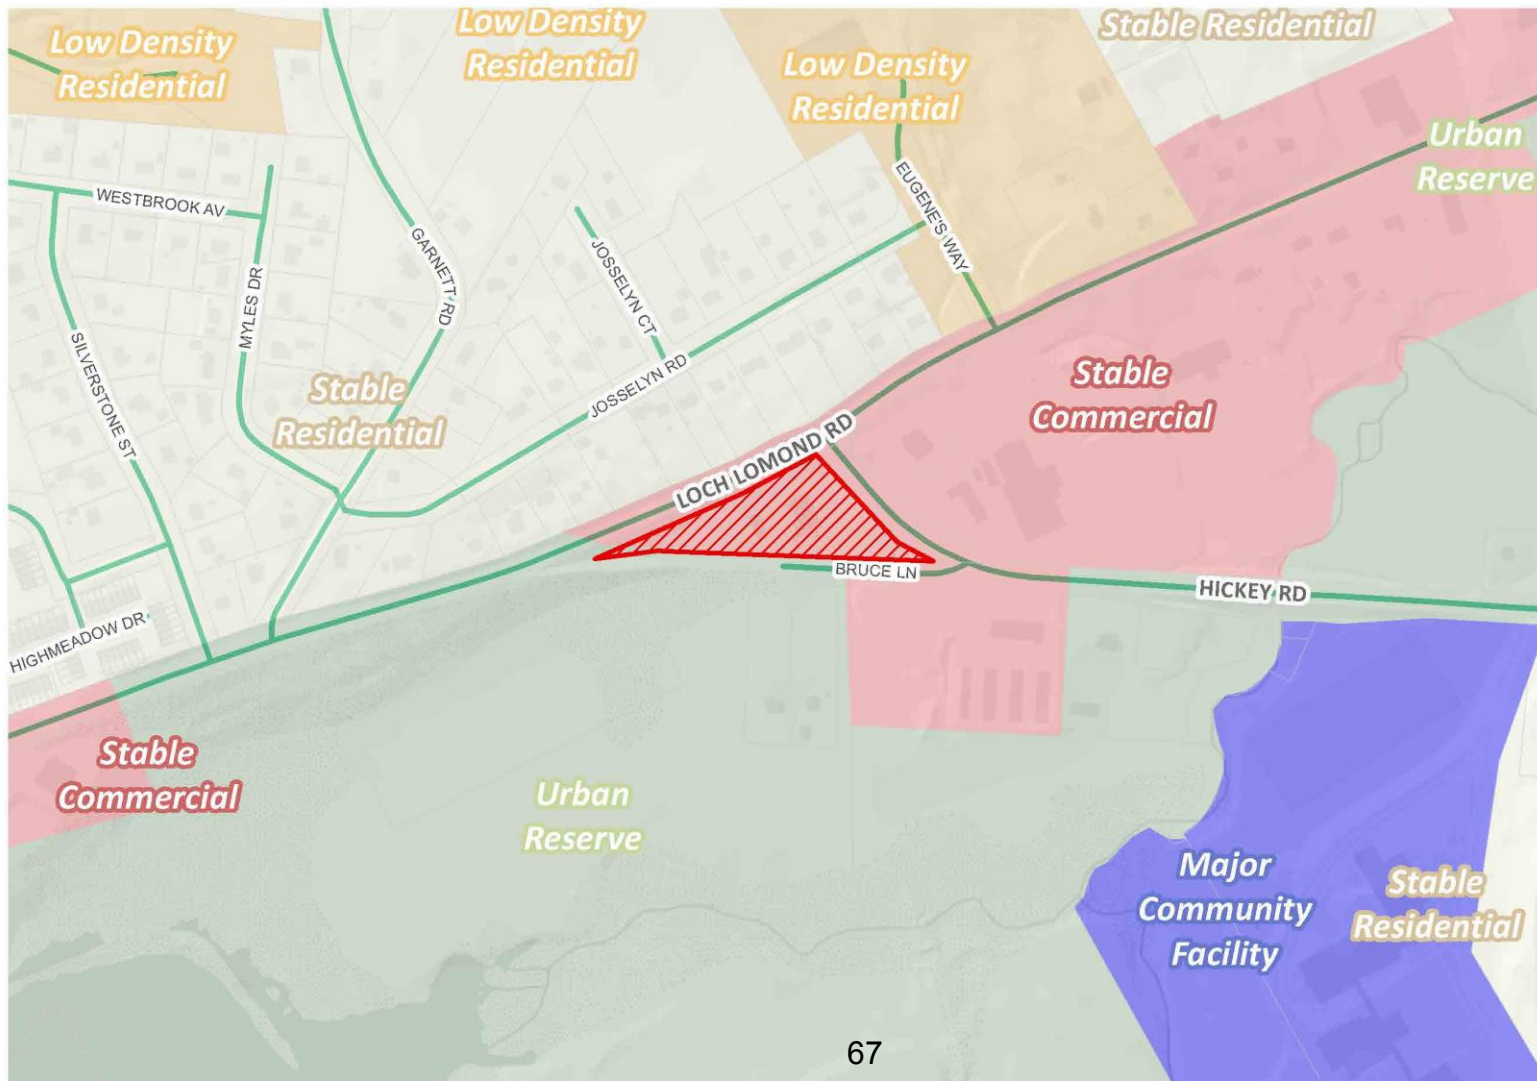 Low Density
Residential
Low Density
Residential
Low Density
Residential
Stable Residential
Urban
Reserve
WESTBROOK AV
EUGENE'S WAY
GARNETT RD
JOSSELYN CT
MYLES DR
SILVERSTONE ST
JOSSELYN RD
Stable
Residential
Stable
Commercial
LOCH LOMOND RD
BRUCE LN
HICKEY RD
HIGHMEADOW DR
Stable
Commercial
Urban
Reserve
Major
Community
Facility
Stable
Residential
67